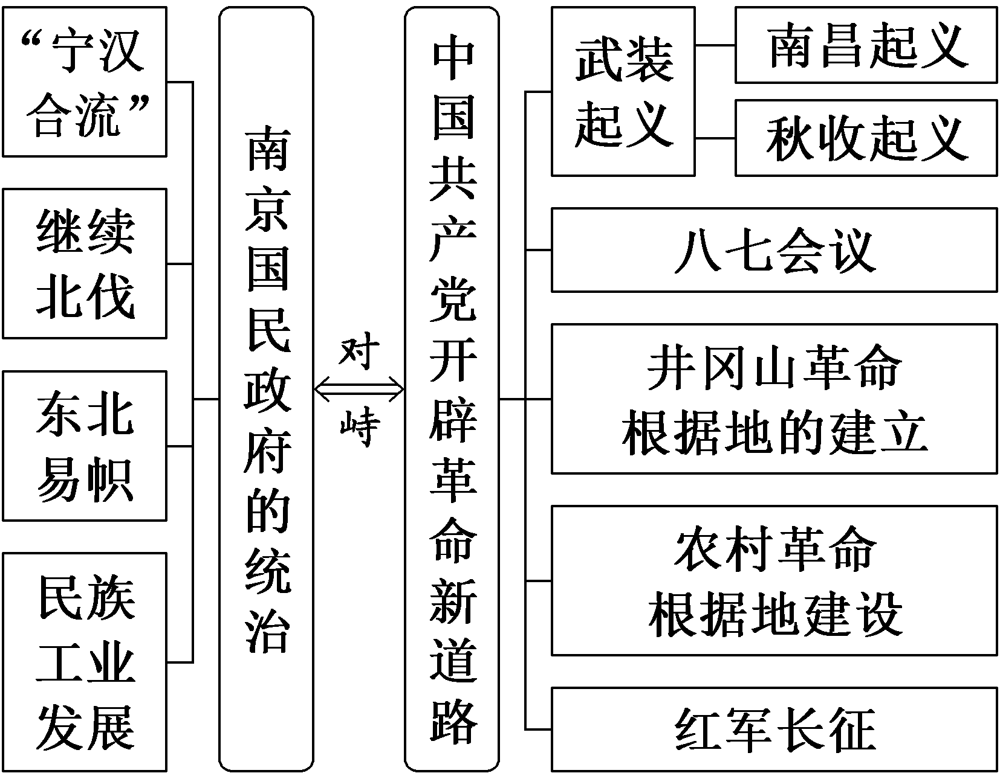 “宁汉
合流”
继续
北伐
东北
易帜
民族
工业
发展
南京国民政府的统治
对
峙
中国共产党开辟革命新道路
武装
起义
南昌起义
秋收起义
八七会议
井冈山革命
根据地的建立
农村革命
根据地建设
红军长征